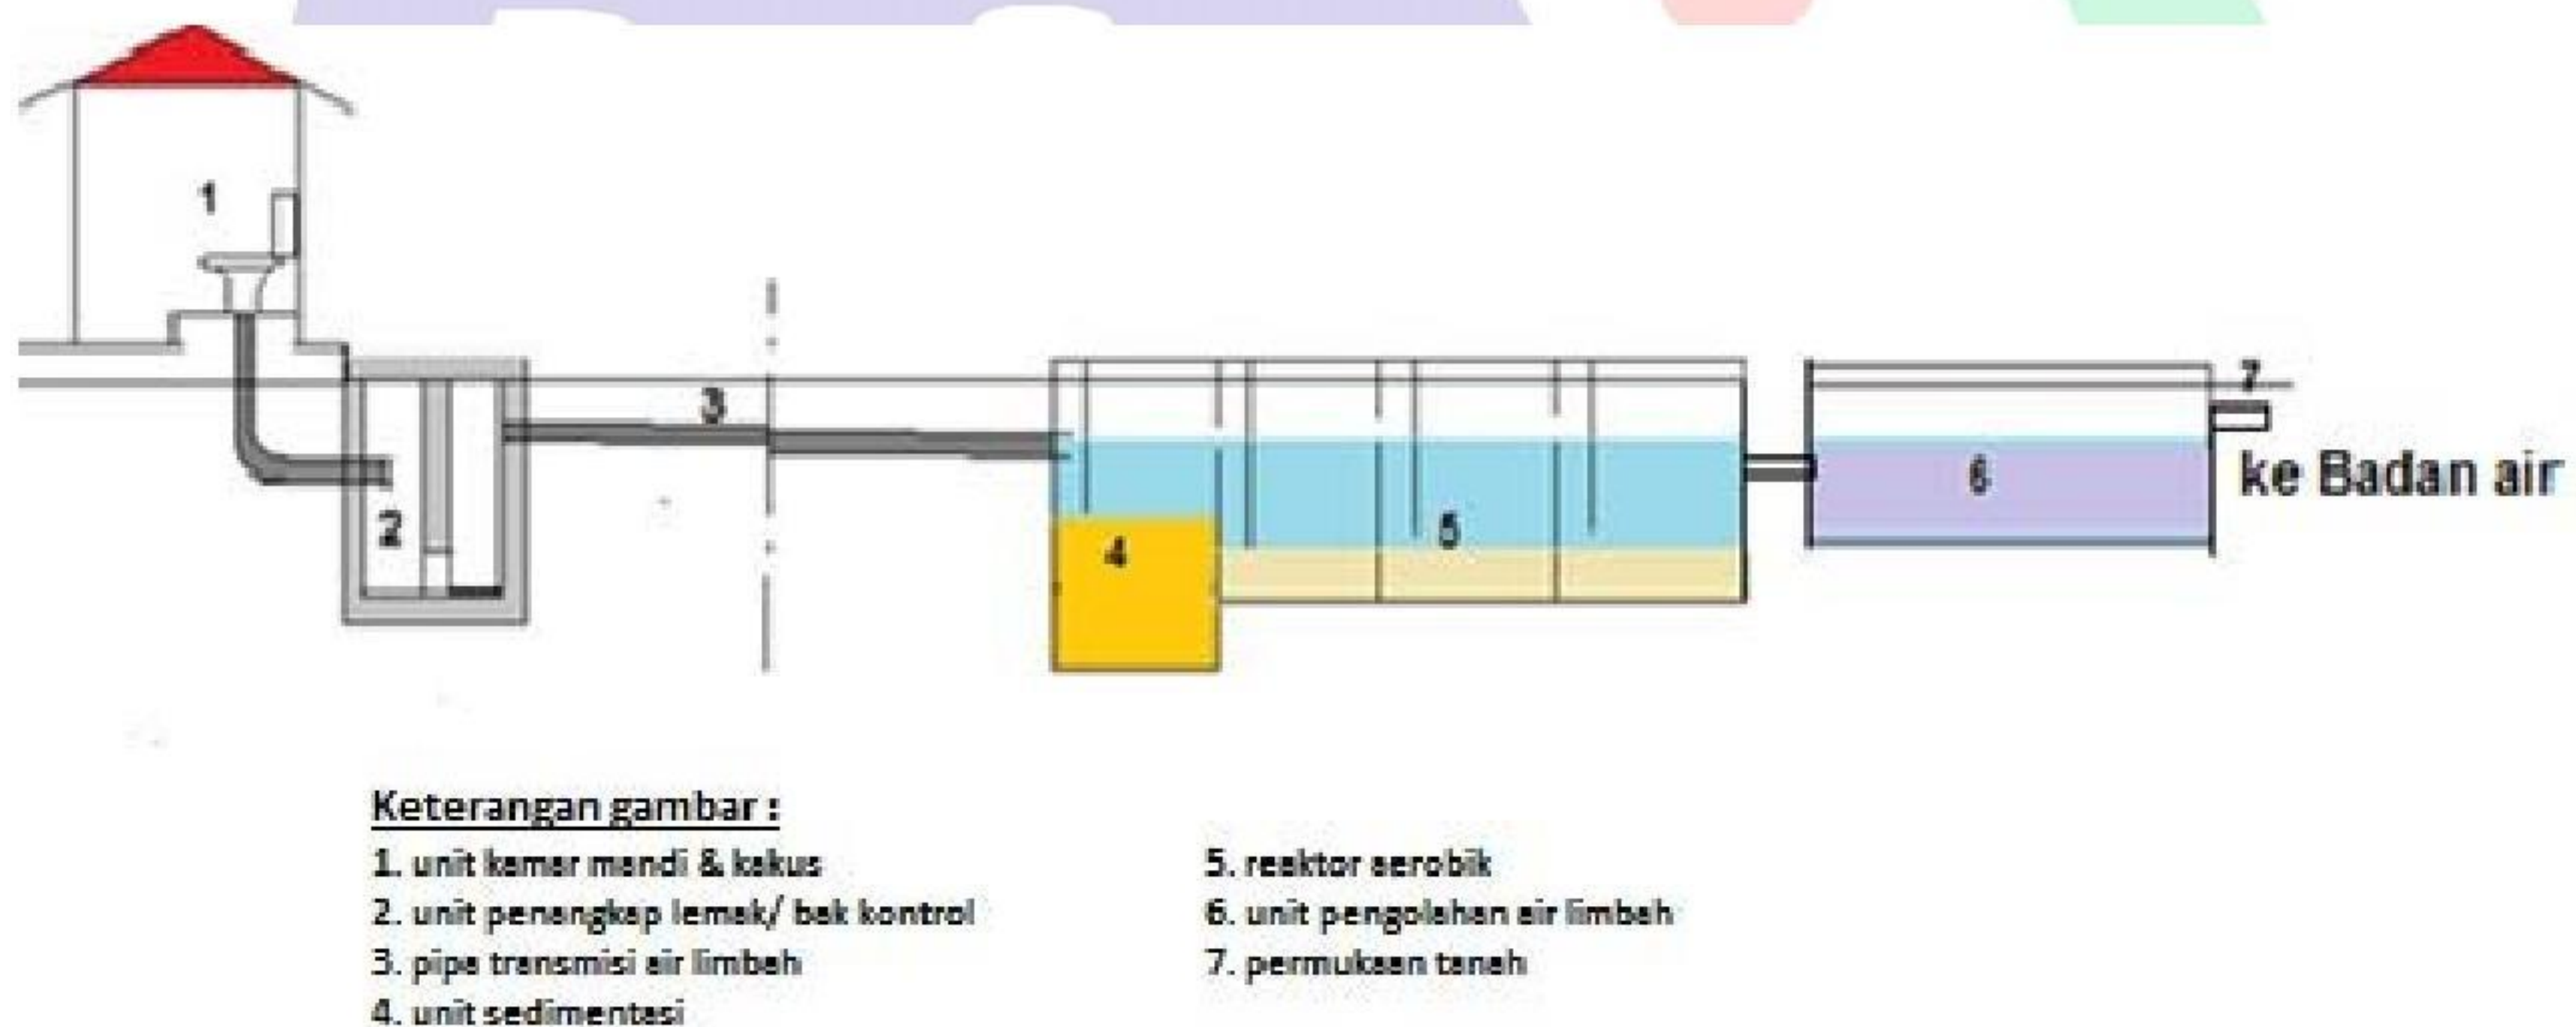 1
2
3
4
5
6
7
ke Badan air
Keterangan gambar :
1. unit kamar mandi & kakus
2. unit penangkap lemak/ bak kontrol
3. pipa transmisi air limbah
4. unit sedimentasi
5. reaktor aerobik
6. unit pengolahan air limbah
7. permukaan tanah